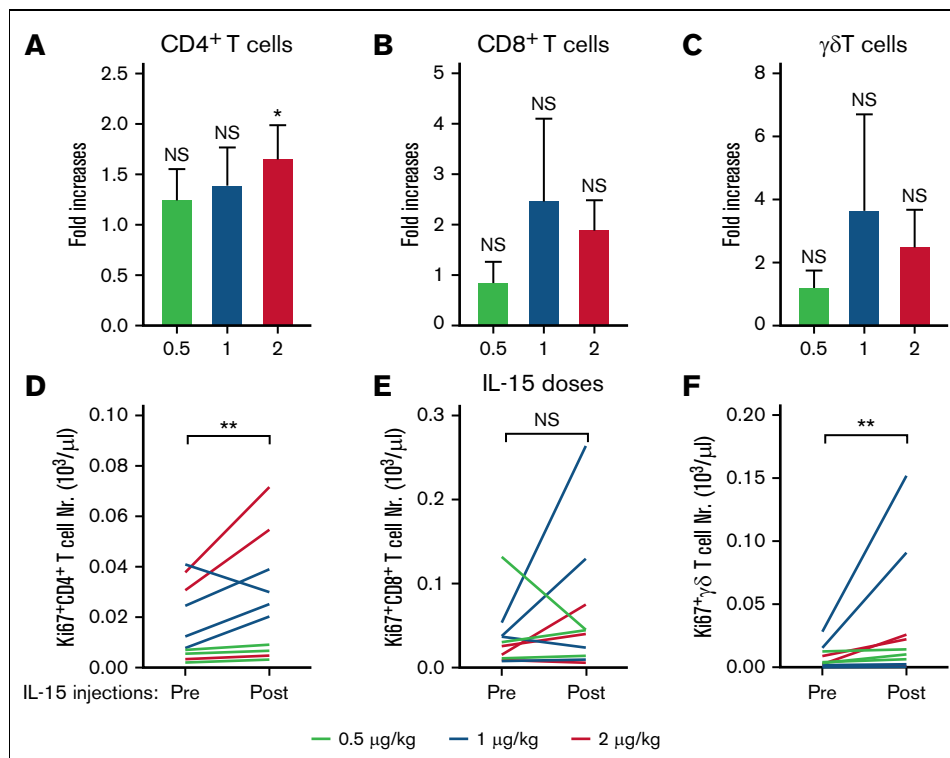 A
CD4+ T cells
Fold increases
2.5
2.0
1.5
1.0
0.5
0.0
NS
NS
*
0.5 1 2
B
CD8+ T cells
Fold increases
5
4
3
2
1
0
NS
NS
NS
0.5 1 2
IL-15 doses
C
γδT cells
Fold increases
8
6
4
2
0
NS
NS
NS
0.5 1 2
D
Ki67+CD4+ T cell Nr. (10³/μl)
0.10
0.08
0.06
0.04
0.02
0.00
**
IL-15 injections: Pre Post
E
Ki67+CD8+ T cell Nr. (10³/μl)
0.3
0.2
0.1
0.0
NS
Pre Post
F
Ki67+γδ T cell Nr. (10³/μl)
0.20
0.15
0.10
0.05
0.00
**
Pre Post
0.5 μg/kg 1 μg/kg 2 μg/kg